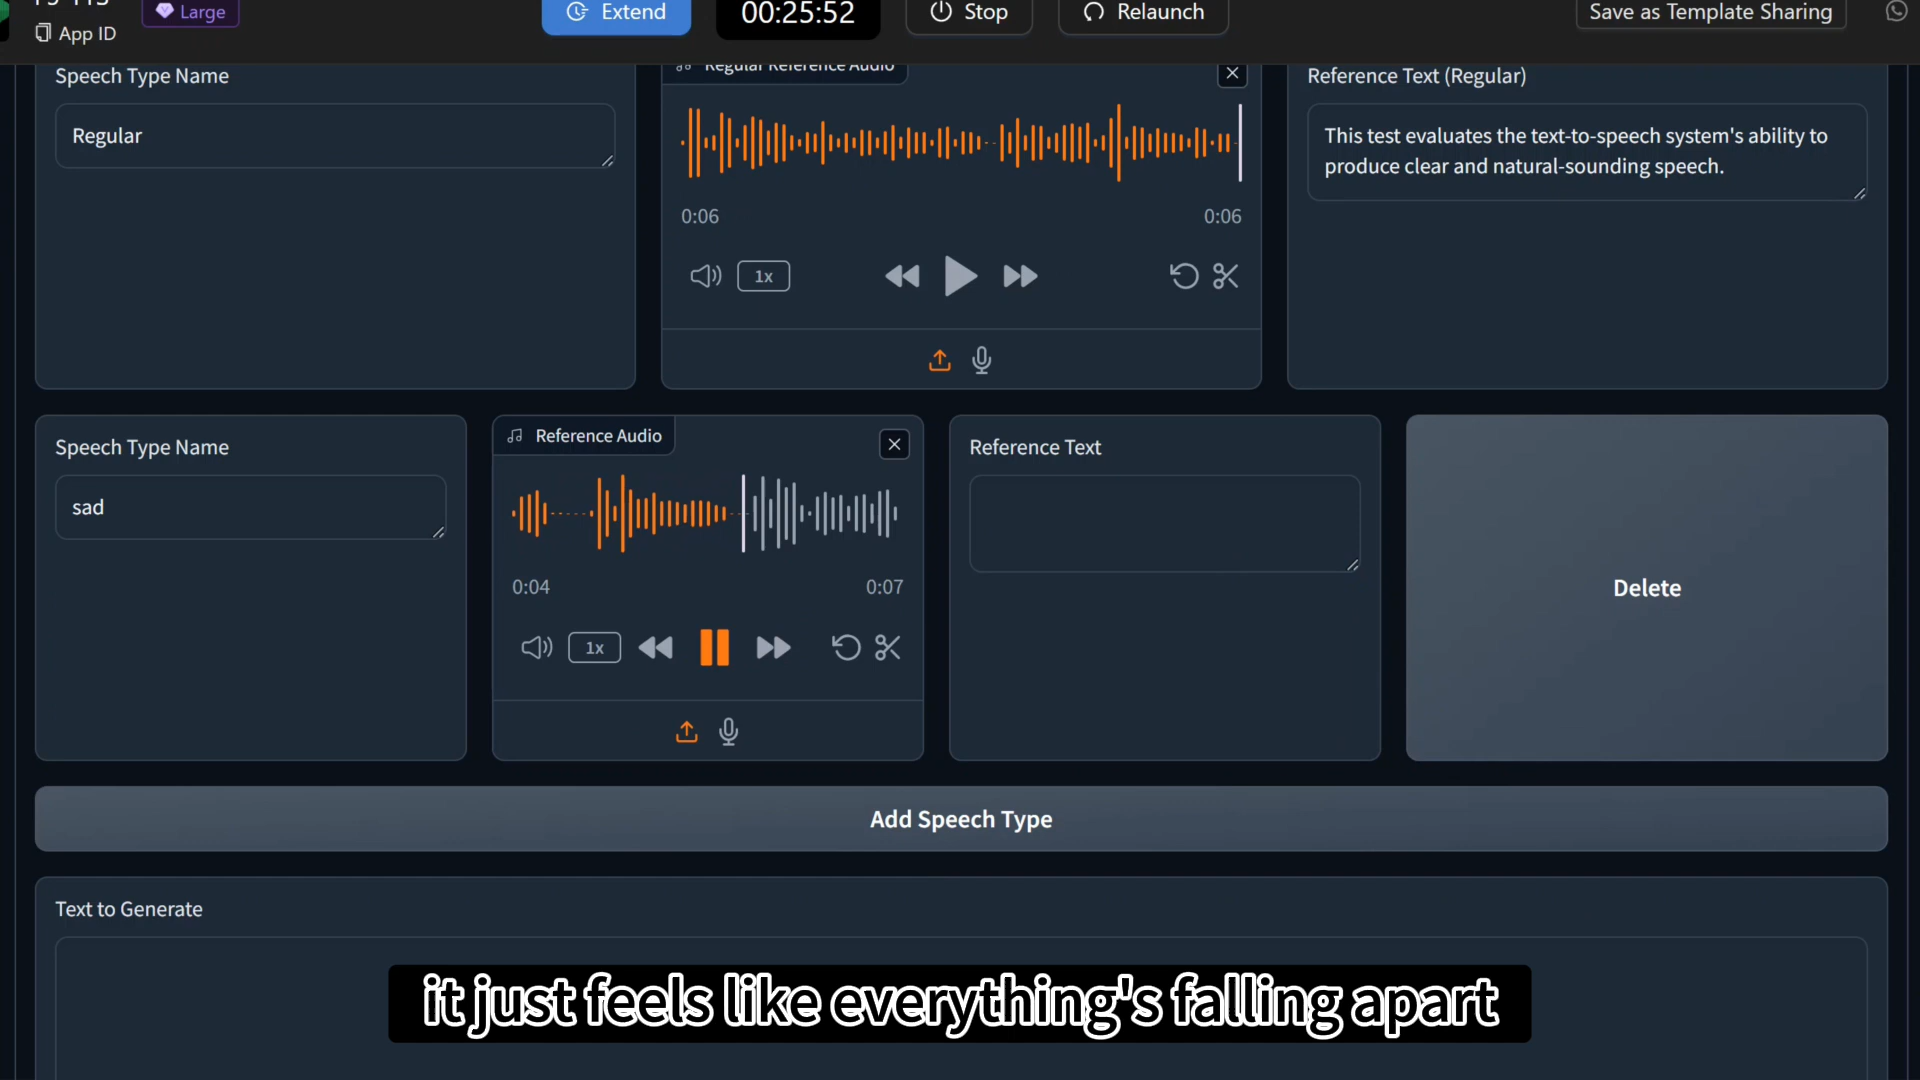 App ID
Large
Extend
00:25:52
Stop
Relaunch
Save as Template Sharing
Speech Type Name
Regular
Regular Reference Audio
0:06
0:06
1x
Reference Text (Regular)
This test evaluates the text-to-speech system's ability to
produce clear and natural-sounding speech.
Speech Type Name
sad
Reference Audio
0:04
0:07
1x
Reference Text
Delete
Add Speech Type
Text to Generate
it just feels like everything's falling apart